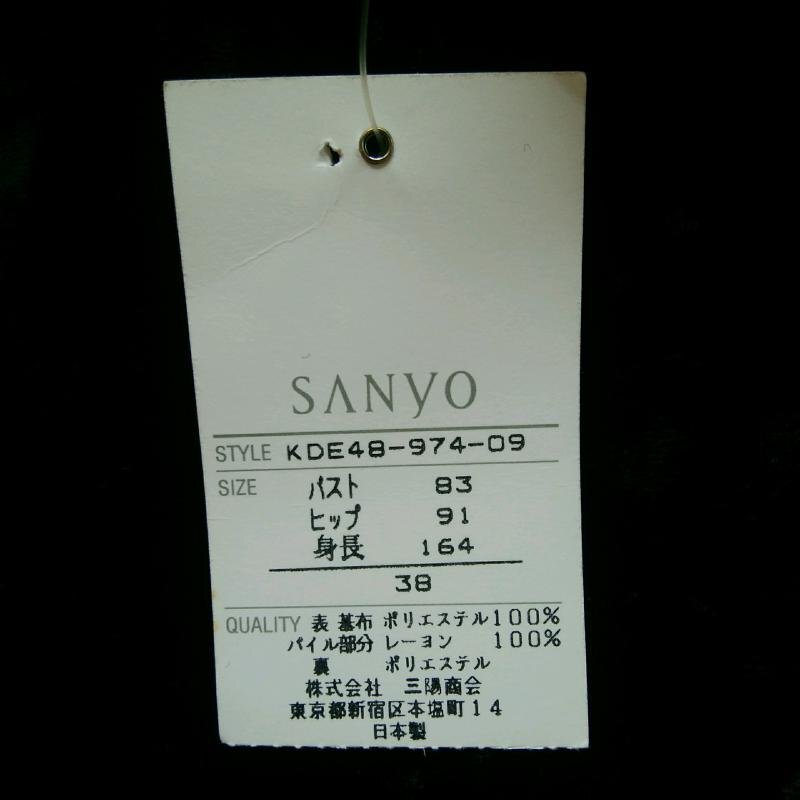 SANYO
STYLE KDE48-974-09
SIZE バスト 83
ヒップ 91
身長 164
38
QUALITY 表 基布 ポリエステル100%
パイル部分 レーヨン 100%
裏 ポリエステル
株式会社 三陽商会
東京都新宿区本塩町14
日本製